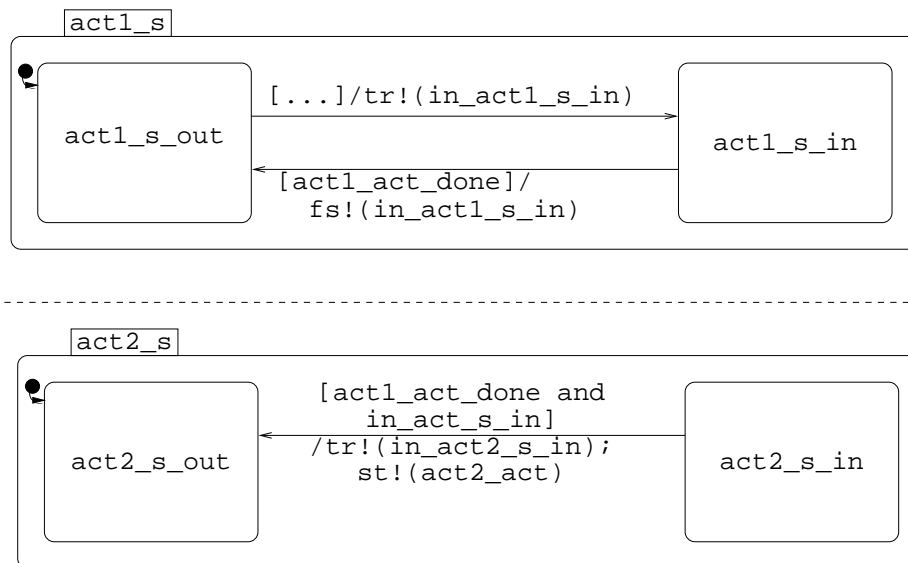 act1_s
[...]/tr!(in_act1_s_in)
act1_s_out
act1_s_in
[act1_act_done]/
fs!(in_act1_s_in)
act2_s
[act1_act_done and
in_act_s_in]
/tr!(in_act2_s_in);
st!(act2_act)
act2_s_out
act2_s_in